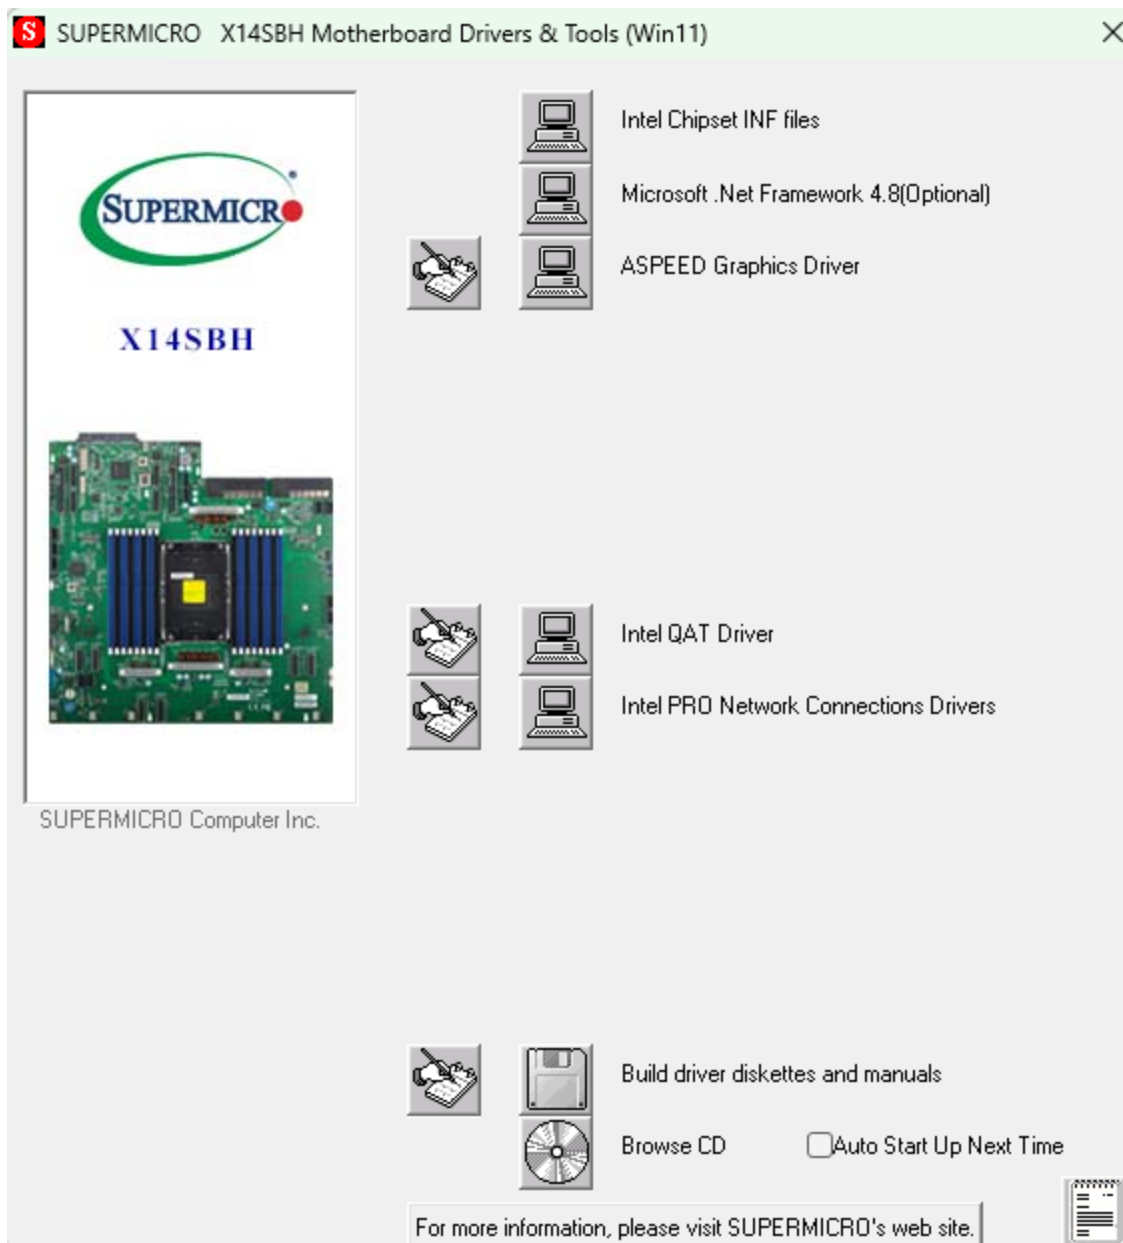 S SUPERMICRO X14SBH Motherboard Drivers & Tools (Win11)
SUPERMICR
X14SBH
SUPERMICRO Computer Inc.
Intel Chipset INF files
Microsoft .Net Framework 4.8(Optional)
ASPEED Graphics Driver
Intel QAT Driver
Intel PRO Network Connections Drivers
Build driver diskettes and manuals
Browse CD
Auto Start Up Next Time
For more information, please visit SUPERMICRO's web site.